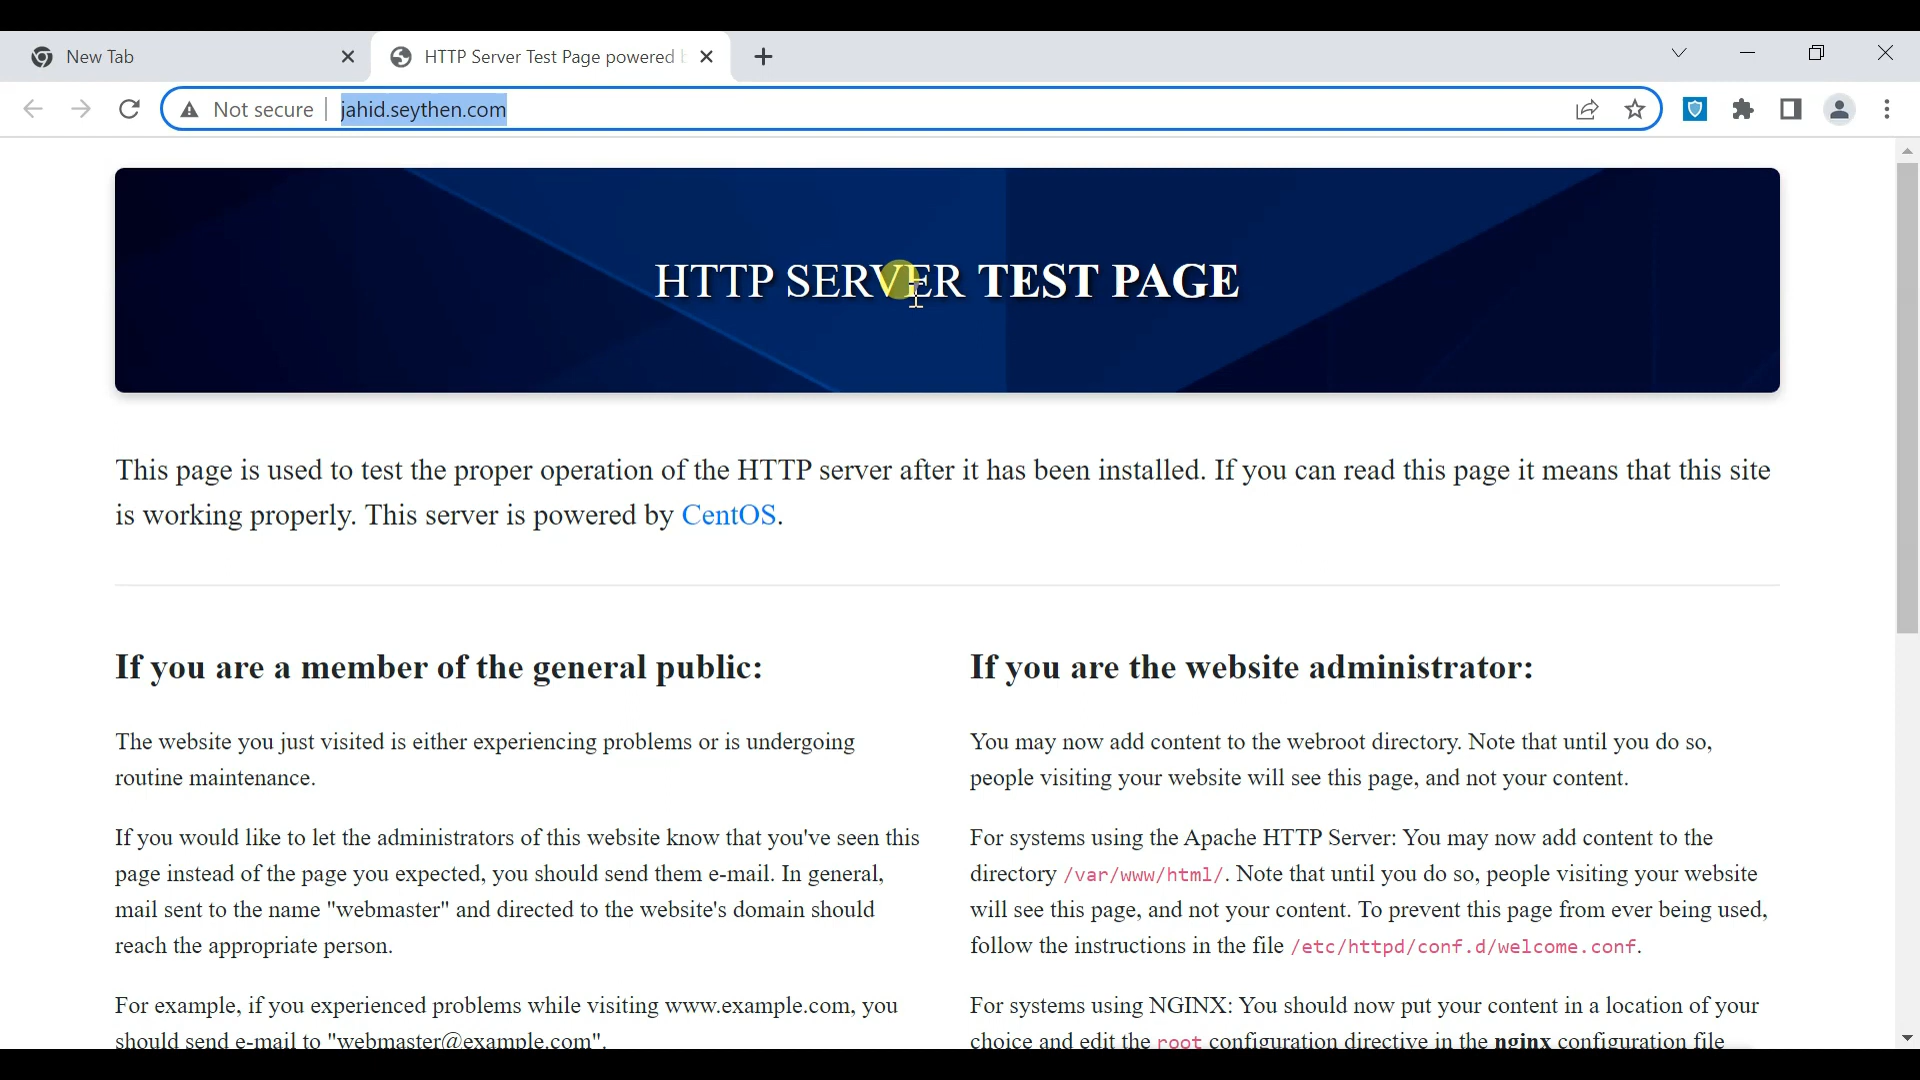 New Tab
HTTP Server Test Page powered
Not secure
jahid.seythen.com
HTTP SERVER TEST PAGE
This page is used to test the proper operation of the HTTP server after it has been installed. If you can read this page it means that this site
is working properly. This server is powered by CentOS.
If you are a member of the general public:
The website you just visited is either experiencing problems or is undergoing
routine maintenance.
If you would like to let the administrators of this website know that you've seen this
page instead of the page you expected, you should send them e-mail. In general,
mail sent to the name "webmaster" and directed to the website's domain should
reach the appropriate person.
For example, if you experienced problems while visiting www.example.com, you
should send e-mail to "webmaster@example.com".
If you are the website administrator:
You may now add content to the webroot directory. Note that until you do so,
people visiting your website will see this page, and not your content.
For systems using the Apache HTTP Server: You may now add content to the
directory /var/www/html/. Note that until you do so, people visiting your website
will see this page, and not your content. To prevent this page from ever being used,
follow the instructions in the file /etc/httpd/conf.d/welcome.conf.
For systems using NGINX: You should now put your content in a location of your
choice and edit the root configuration directive in the nginx configuration file